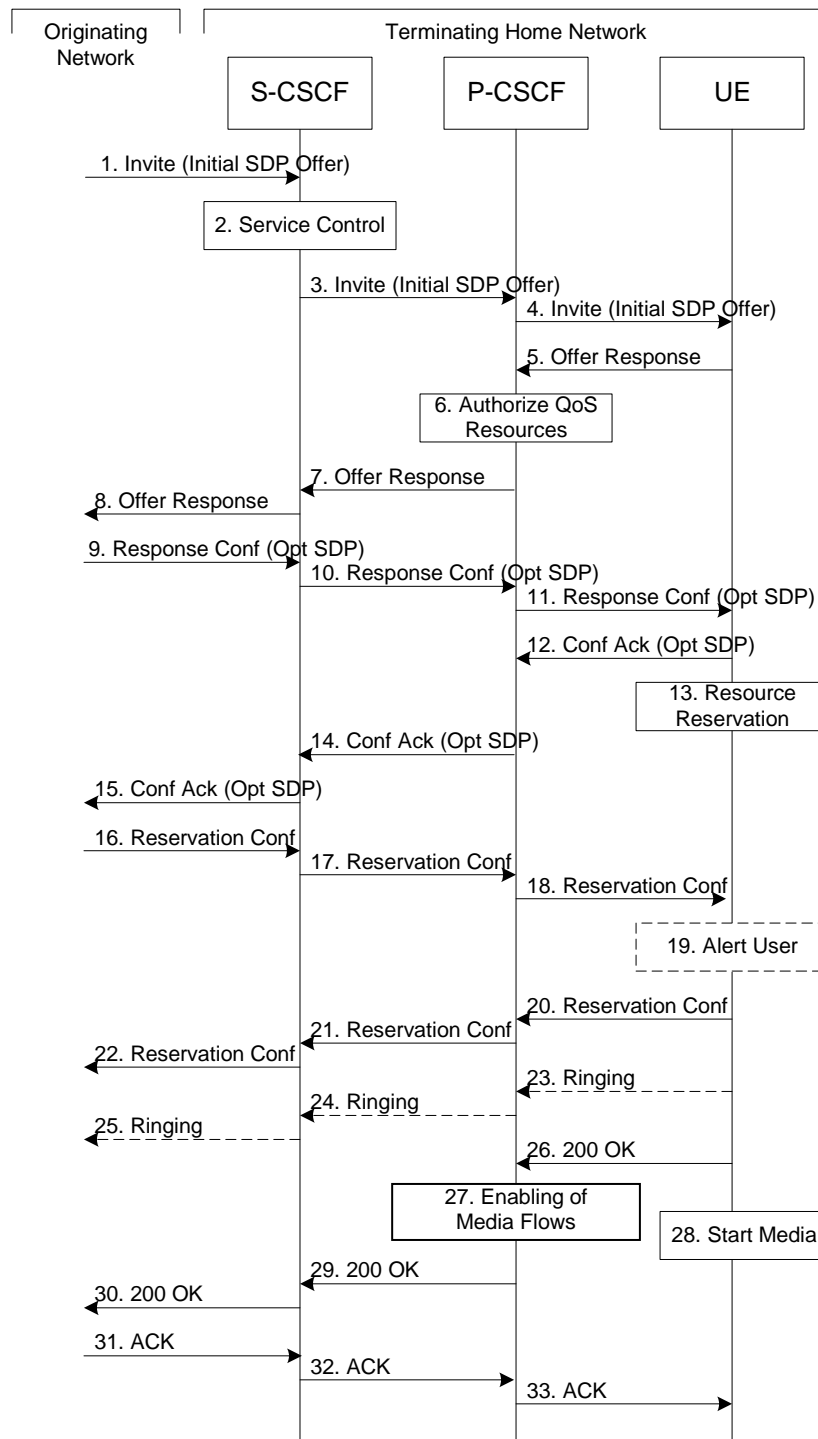 Originating
Network
Terminating Home Network
S-CSCF
P-CSCF
UE
1. Invite (Initial SDP Offer)
2. Service Control
3. Invite (Initial SDP Offer)
4. Invite (Initial SDP Offer)
5. Offer Response
6. Authorize QoS
Resources
7. Offer Response
8. Offer Response
9. Response Conf (Opt SDP)
10. Response Conf (Opt SDP)
11. Response Conf (Opt SDP)
12. Conf Ack (Opt SDP)
13. Resource
Reservation
14. Conf Ack (Opt SDP)
15. Conf Ack (Opt SDP)
16. Reservation Conf
17. Reservation Conf
18. Reservation Conf
19. Alert User
20. Reservation Conf
21. Reservation Conf
22. Reservation Conf
23. Ringing
24. Ringing
25. Ringing
26. 200 OK
27. Enabling of
Media Flows
28. Start Media
29. 200 OK
30. 200 OK
31. ACK
32. ACK
33. ACK